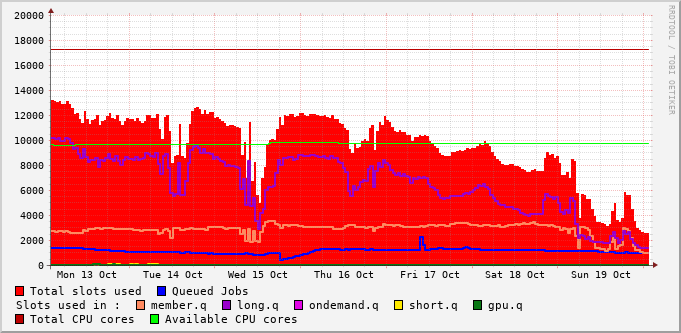 20000
18000
16000
14000
12000
10000
8000
6000
4000
2000
0
Mon 13 Oct Tue 14 Oct Wed 15 Oct Thu 16 Oct Fri 17 Oct Sat 18 Oct Sun 19 Oct
RRDTOOL / TOBI OETIKER
Total slots used Queued Jobs
Slots used in : member.q long.q ondemand.q short.q gpu.q
Total CPU cores Available CPU cores